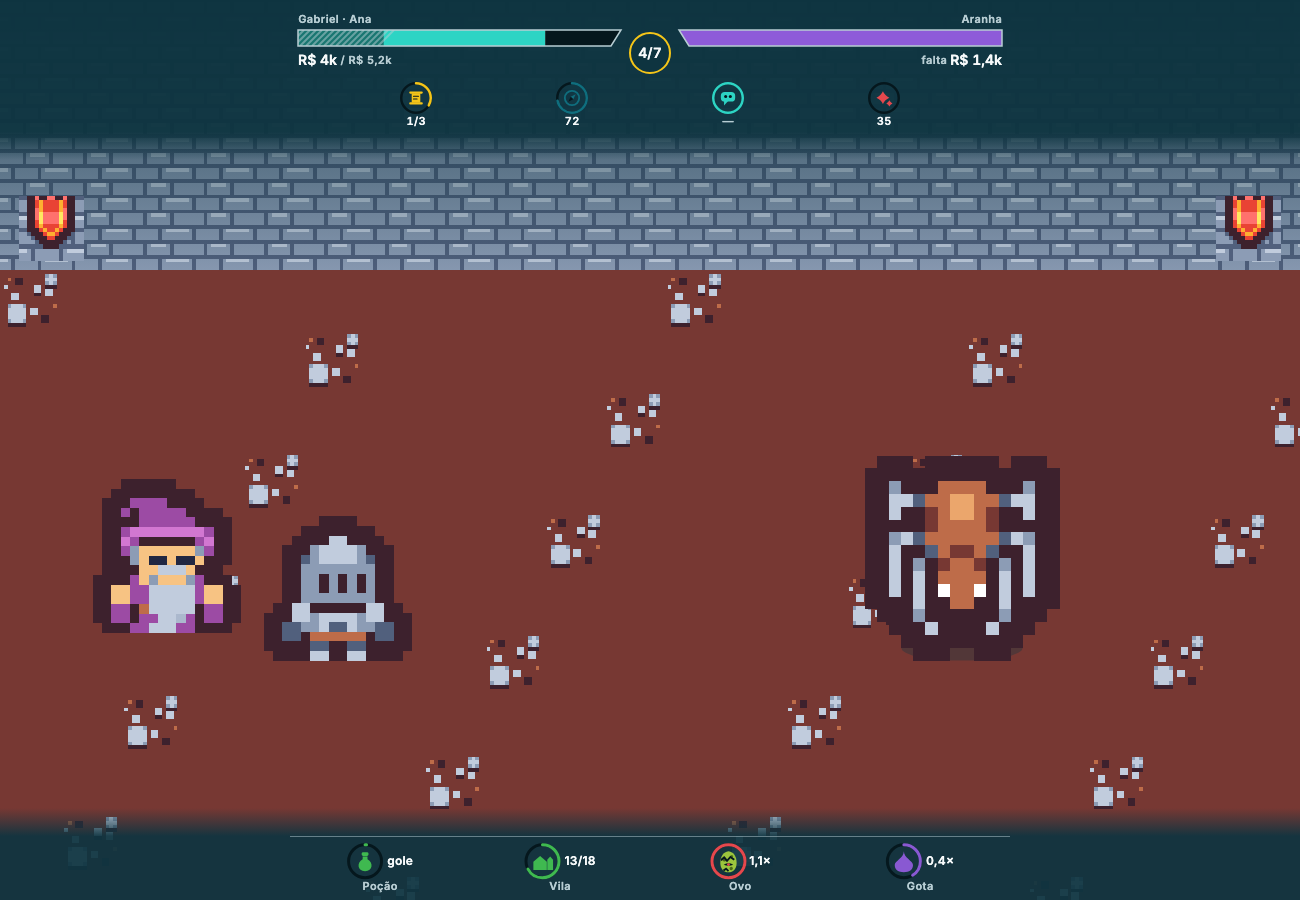 Gabriel · Ana
Aranha
4/7
R$ 4k / R$ 5,2k
falta R$ 1,4k
1/3
72
—
35
gole
13/18
1,1×
0,4×
Poção
Vila
Ovo
Gota